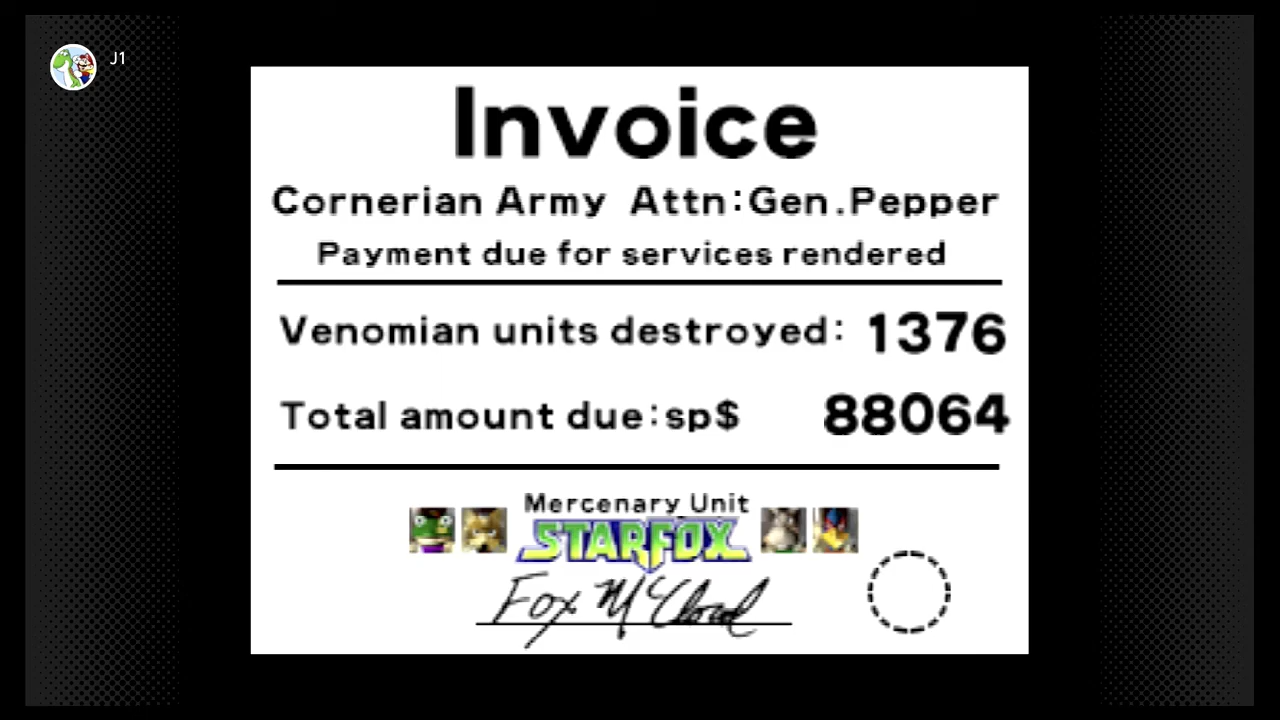 J1
Invoice
Cornerian Army Attn:Gen.Pepper
Payment due for services rendered
Venomian units destroyed: 1376
Total amount due:sp$ 88064
Mercenary Unit
STARFOX
Fox McCloud